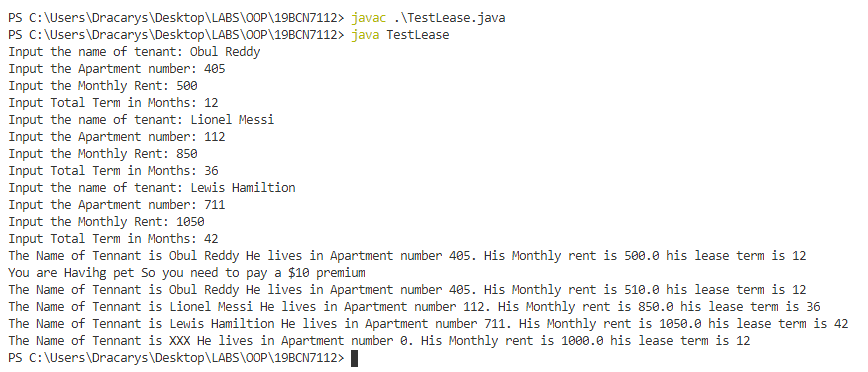 PS C:\Users\Dracarys\Desktop\LABS\OOP\19BCN7112> javac .\TestLease.java
PS C:\Users\Dracarys\Desktop\LABS\OOP\19BCN7112> java TestLease
Input the name of tenant: Obul Reddy
Input the Apartment number: 405
Input the Monthly Rent: 500
Input Total Term in Months: 12
Input the name of tenant: Lionel Messi
Input the Apartment number: 112
Input the Monthly Rent: 850
Input Total Term in Months: 36
Input the name of tenant: Lewis Hamiltion
Input the Apartment number: 711
Input the Monthly Rent: 1050
Input Total Term in Months: 42
The Name of Tennant is Obul Reddy He lives in Apartment number 405. His Monthly rent is 500.0 his lease term is 12
You are Havihg pet So you need to pay a $10 premium
The Name of Tennant is Obul Reddy He lives in Apartment number 405. His Monthly rent is 510.0 his lease term is 12
The Name of Tennant is Lionel Messi He lives in Apartment number 112. His Monthly rent is 850.0 his lease term is 36
The Name of Tennant is Lewis Hamiltion He lives in Apartment number 711. His Monthly rent is 1050.0 his lease term is 42
The Name of Tennant is XXX He lives in Apartment number 0. His Monthly rent is 1000.0 his lease term is 12
PS C:\Users\Dracarys\Desktop\LABS\OOP\19BCN7112>